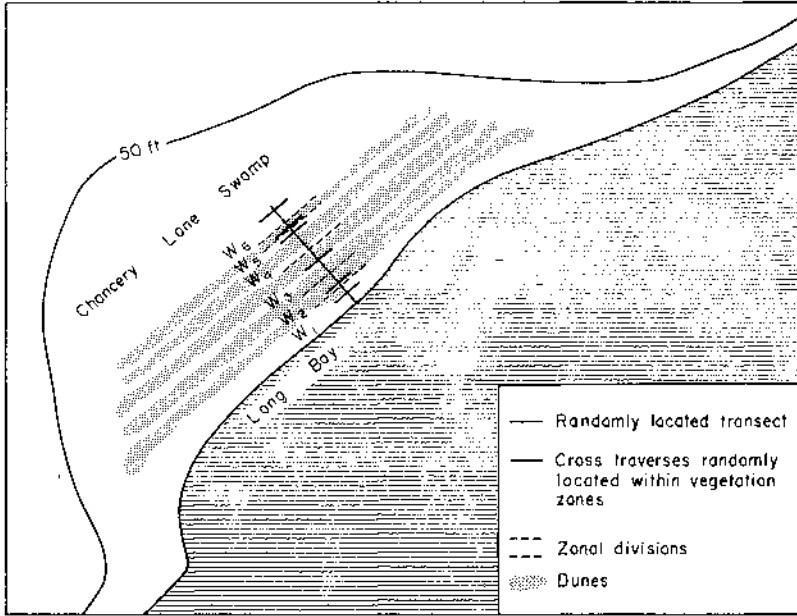 50 ft
Chancery Lane Swamp
W6
W5
W4
W3
W2
W1
Long Bay
Randomly located transect
Cross traverses randomly
located within vegetation
zones
Zonal divisions
Dunes